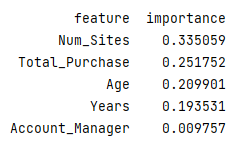 feature importance
Num_Sites 0.335059
Total_Purchase 0.251752
Age 0.209901
Years 0.193531
Account_Manager 0.009757